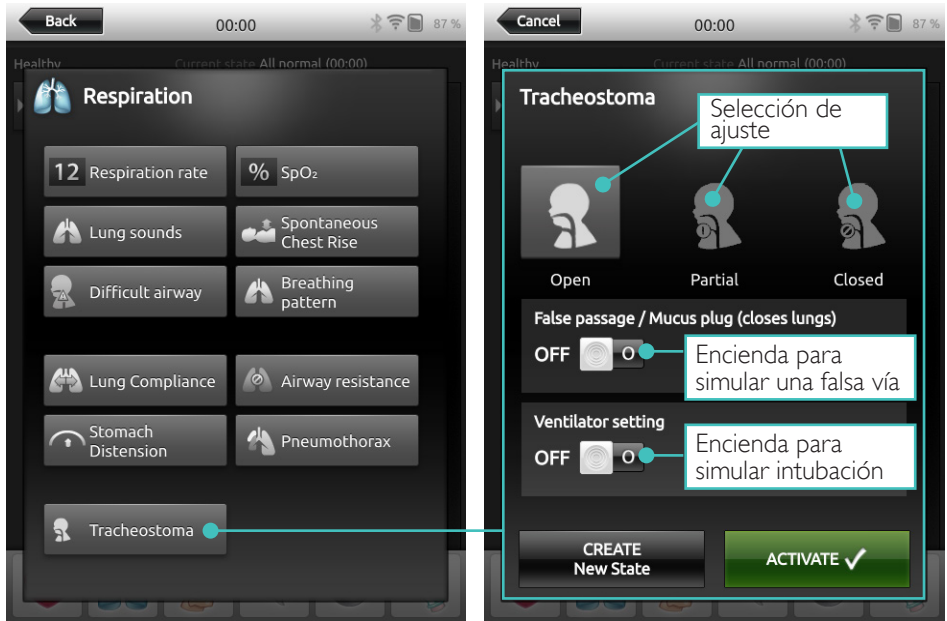 Back
00:00
87 %
Healthy
Current state All normal (00:00)
Respiration
12 Respiration rate
% SpO₂
Lung sounds
Spontaneous
Chest Rise
Difficult airway
Breathing
pattern
Lung Compliance
Airway resistance
Stomach
Distension
Pneumothorax
Tracheostoma
Cancel
00:00
87 %
Healthy
Current state All normal (00:00)
Tracheostoma
Selección de
ajuste
Open
Partial
Closed
False passage / Mucus plug (closes lungs)
OFF
O
Encienda para
simular una falsa vía
Ventilator setting
OFF
O
Encienda para
simular intubación
CREATE
New State
ACTIVATE